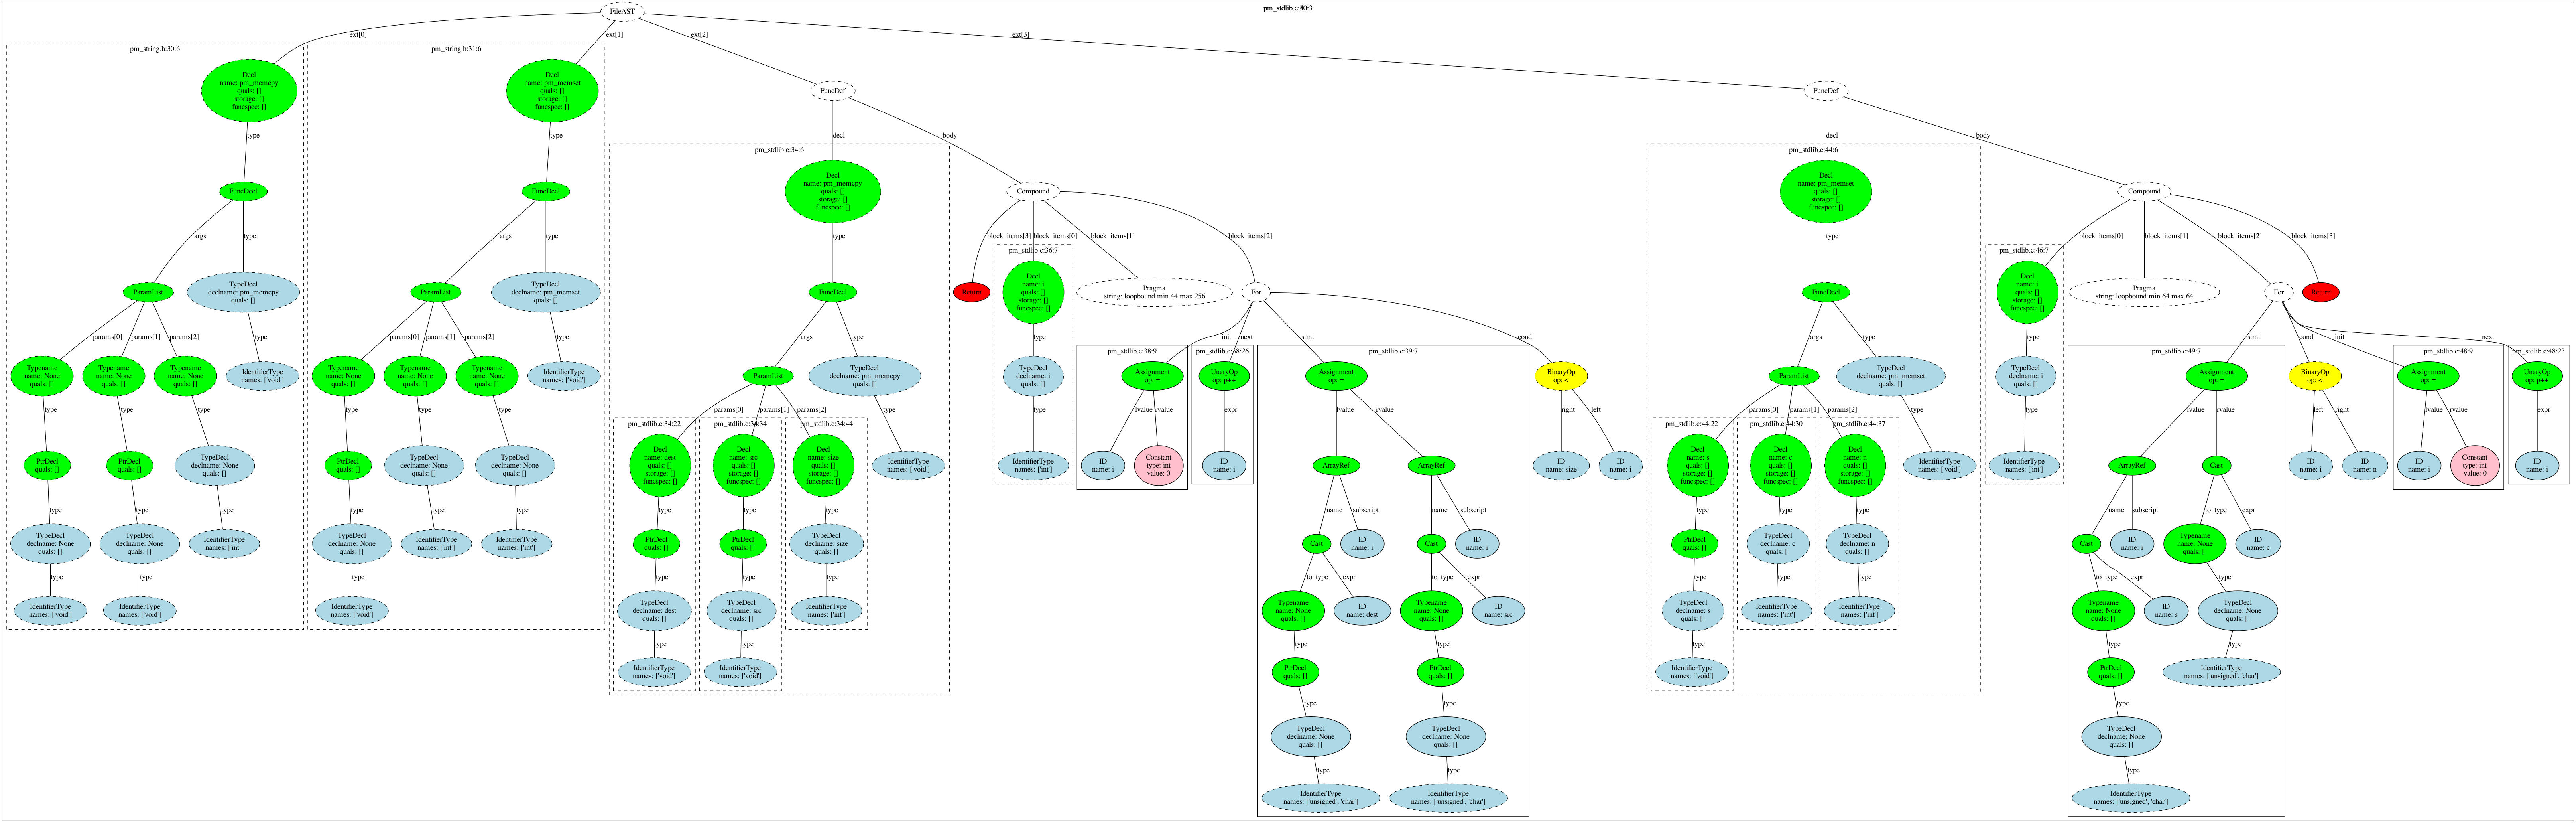 pm_stdlib.c:50:3
FileAST
ext[0]
ext[1]
ext[2]
ext[3]
pm_string.h:30:6
Decl
name: pm_memcpy
quals: []
storage: []
funcspec: []
type
FuncDecl
args
type
ParamList
TypeDecl
declname: pm_memcpy
quals: []
params[0]
params[1]
params[2]
type
Typename
name: None
quals: []
Typename
name: None
quals: []
Typename
name: None
quals: []
IdentifierType
names: ['void']
type
type
type
PtrDecl
quals: []
PtrDecl
quals: []
TypeDecl
declname: None
quals: []
type
type
type
TypeDecl
declname: None
quals: []
TypeDecl
declname: None
quals: []
IdentifierType
names: ['int']
type
type
IdentifierType
names: ['void']
IdentifierType
names: ['void']
pm_string.h:31:6
Decl
name: pm_memset
quals: []
storage: []
funcspec: []
type
FuncDecl
args
type
ParamList
TypeDecl
declname: pm_memset
quals: []
params[0]
params[1]
params[2]
type
Typename
name: None
quals: []
Typename
name: None
quals: []
Typename
name: None
quals: []
IdentifierType
names: ['void']
type
type
type
PtrDecl
quals: []
TypeDecl
declname: None
quals: []
TypeDecl
declname: None
quals: []
type
type
type
TypeDecl
declname: None
quals: []
IdentifierType
names: ['int']
IdentifierType
names: ['int']
type
IdentifierType
names: ['void']
FuncDef
decl
body
pm_stdlib.c:34:6
Decl
name: pm_memcpy
quals: []
storage: []
funcspec: []
type
FuncDecl
args
type
ParamList
TypeDecl
declname: pm_memcpy
quals: []
params[0]
params[1]
params[2]
type
pm_stdlib.c:34:22
pm_stdlib.c:34:34
pm_stdlib.c:34:44
Decl
name: dest
quals: []
storage: []
funcspec: []
Decl
name: src
quals: []
storage: []
funcspec: []
Decl
name: size
quals: []
storage: []
funcspec: []
IdentifierType
names: ['void']
type
type
type
PtrDecl
quals: []
PtrDecl
quals: []
TypeDecl
declname: size
quals: []
type
type
type
TypeDecl
declname: dest
quals: []
TypeDecl
declname: src
quals: []
IdentifierType
names: ['int']
type
type
IdentifierType
names: ['void']
IdentifierType
names: ['void']
Compound
block_items[3]
block_items[0]
block_items[1]
block_items[2]
Return
pm_stdlib.c:36:7
Decl
name: i
quals: []
storage: []
funcspec: []
type
TypeDecl
declname: i
quals: []
type
IdentifierType
names: ['int']
Pragma
string: loopbound min 44 max 256
For
init
next
stmt
cond
pm_stdlib.c:38:9
Assignment
op: =
lvalue
rvalue
ID
name: i
Constant
type: int
value: 0
pm_stdlib.c:38:26
UnaryOp
op: p++
expr
ID
name: i
pm_stdlib.c:39:7
Assignment
op: =
lvalue
rvalue
ArrayRef
ArrayRef
name
subscript
name
subscript
Cast
ID
name: i
Cast
ID
name: i
to_type
expr
to_type
expr
Typename
name: None
quals: []
ID
name: dest
Typename
name: None
quals: []
ID
name: src
type
type
PtrDecl
quals: []
PtrDecl
quals: []
type
type
TypeDecl
declname: None
quals: []
TypeDecl
declname: None
quals: []
type
type
IdentifierType
names: ['unsigned', 'char']
IdentifierType
names: ['unsigned', 'char']
BinaryOp
op: <
right
left
ID
name: size
ID
name: i
FuncDef
decl
body
pm_stdlib.c:44:6
Decl
name: pm_memset
quals: []
storage: []
funcspec: []
type
FuncDecl
args
type
ParamList
TypeDecl
declname: pm_memset
quals: []
params[0]
params[1]
params[2]
type
pm_stdlib.c:44:22
pm_stdlib.c:44:30
pm_stdlib.c:44:37
Decl
name: s
quals: []
storage: []
funcspec: []
Decl
name: c
quals: []
storage: []
funcspec: []
Decl
name: n
quals: []
storage: []
funcspec: []
IdentifierType
names: ['void']
type
type
type
PtrDecl
quals: []
TypeDecl
declname: c
quals: []
TypeDecl
declname: n
quals: []
type
type
type
TypeDecl
declname: s
quals: []
IdentifierType
names: ['int']
IdentifierType
names: ['int']
type
IdentifierType
names: ['void']
Compound
block_items[0]
block_items[1]
block_items[2]
block_items[3]
pm_stdlib.c:46:7
Decl
name: i
quals: []
storage: []
funcspec: []
type
TypeDecl
declname: i
quals: []
type
IdentifierType
names: ['int']
Pragma
string: loopbound min 64 max 64
For
Return
stmt
cond
init
next
pm_stdlib.c:49:7
Assignment
op: =
lvalue
rvalue
ArrayRef
Cast
name
subscript
to_type
expr
Cast
ID
name: i
Typename
name: None
quals: []
ID
name: c
to_type
expr
type
Typename
name: None
quals: []
ID
name: s
TypeDecl
declname: None
quals: []
type
type
PtrDecl
quals: []
IdentifierType
names: ['unsigned', 'char']
type
TypeDecl
declname: None
quals: []
type
IdentifierType
names: ['unsigned', 'char']
BinaryOp
op: <
left
right
ID
name: i
ID
name: n
pm_stdlib.c:48:9
Assignment
op: =
lvalue
rvalue
ID
name: i
Constant
type: int
value: 0
pm_stdlib.c:48:23
UnaryOp
op: p++
expr
ID
name: i